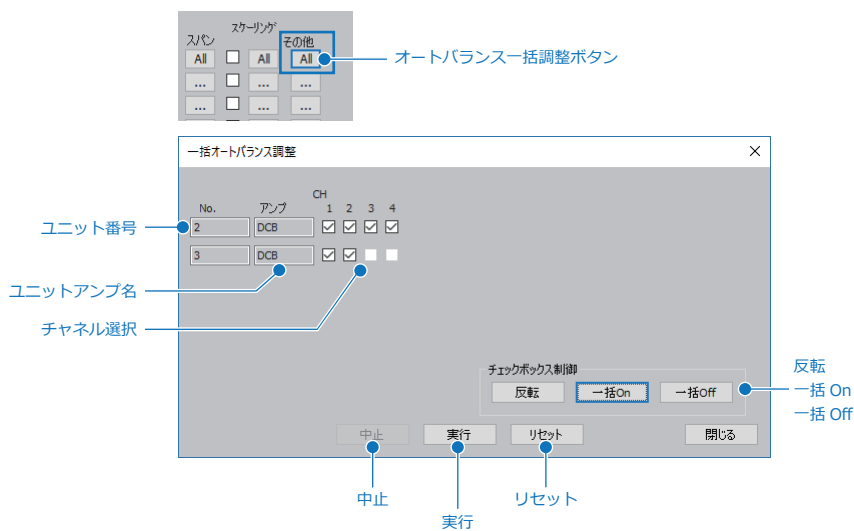 スケーリング
スパン その他
All All All オートバランス一括調整ボタン
... ... ...
... ... ...
一括オートバランス調整
CH
No. アンプ 1 2 3 4
ユニット番号 2 DCB
3 DCB
ユニットアンプ名
チャネル選択
チェックボックス制御
反転 一括On 一括Off
反転
一括 On
一括 Off
中止 実行 リセット 閉じる
中止 リセット
実行